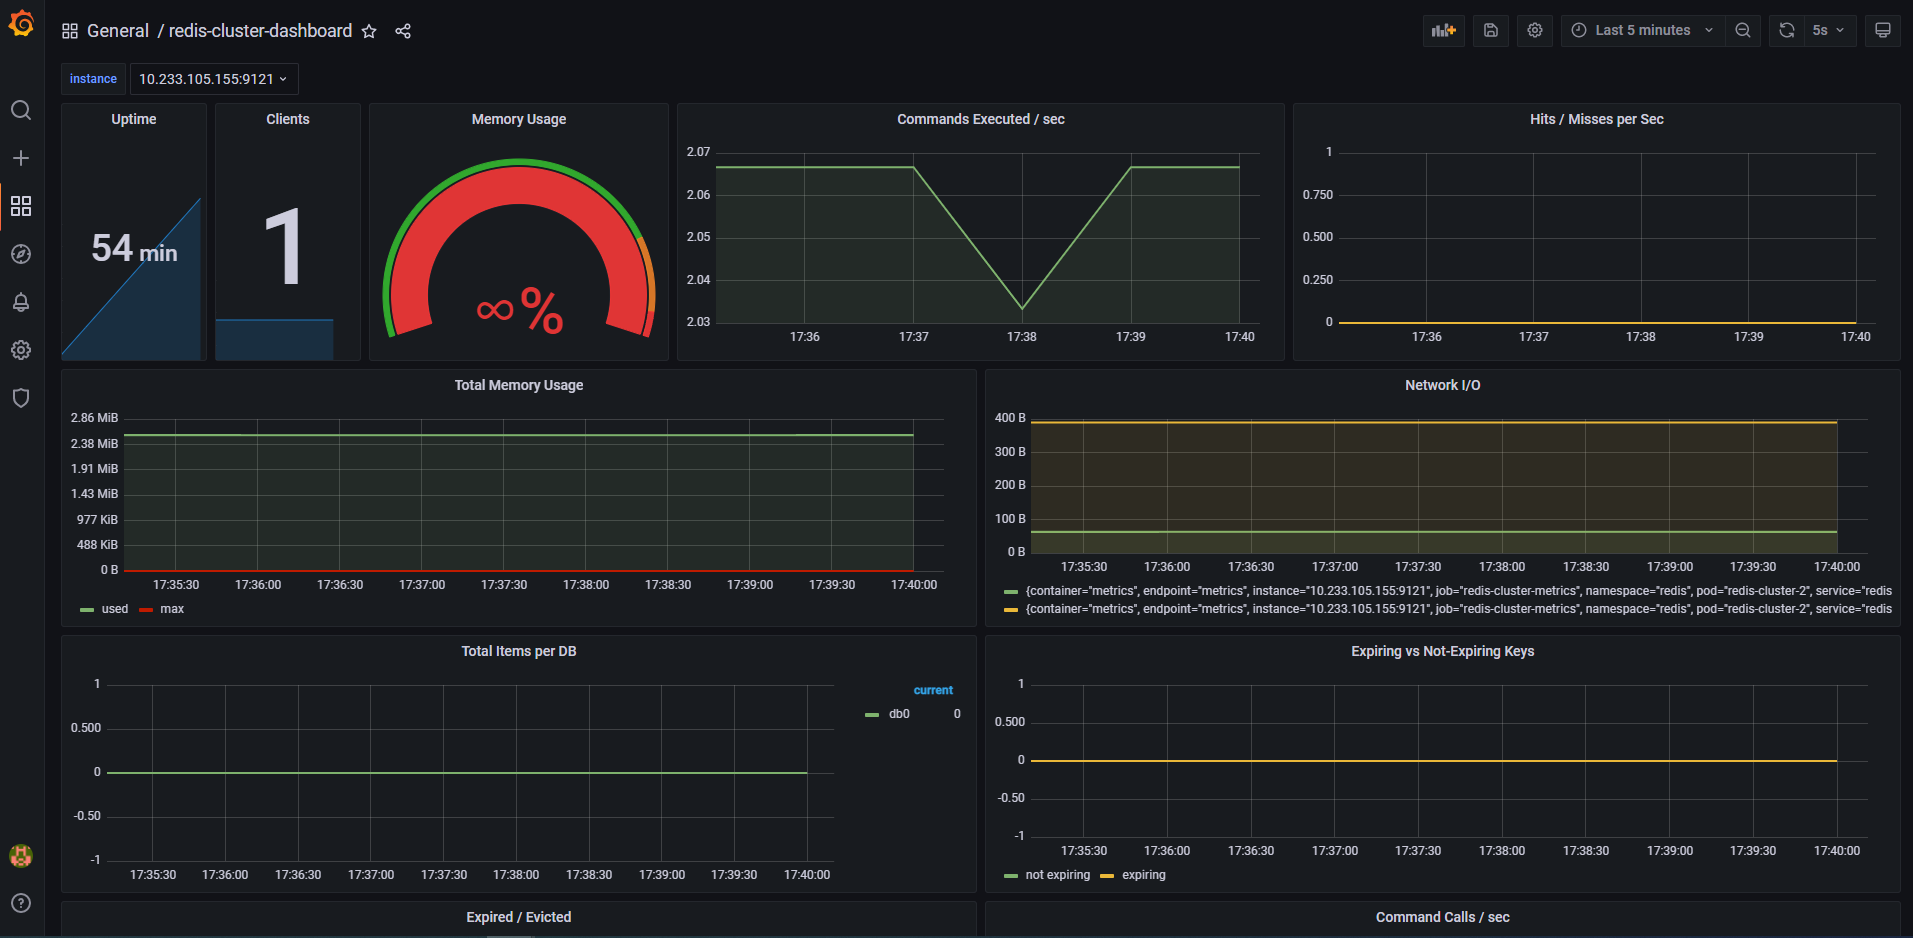 General / redis-cluster-dashboard
Last 5 minutes
5s
instance 10.233.105.155:9121
Uptime
54 min
Clients
1
Memory Usage
∞%
Commands Executed / sec
2.07
2.06
2.05
2.04
2.03
17:36 17:37 17:38 17:39 17:40
Hits / Misses per Sec
1
0.750
0.500
0.250
0
17:36 17:37 17:38 17:39 17:40
Total Memory Usage
2.86 MiB
2.38 MiB
1.91 MiB
1.43 MiB
977 KiB
488 KiB
0 B
17:35:30 17:36:00 17:36:30 17:37:00 17:37:30 17:38:00 17:38:30 17:39:00 17:39:30 17:40:00
used max
Network I/O
400 B
300 B
200 B
100 B
0 B
17:35:30 17:36:00 17:36:30 17:37:00 17:37:30 17:38:00 17:38:30 17:39:00 17:39:30 17:40:00
{container="metrics", endpoint="metrics", instance="10.233.105.155:9121", job="redis-cluster-metrics", namespace="redis", pod="redis-cluster-2", service="redis
{container="metrics", endpoint="metrics", instance="10.233.105.155:9121", job="redis-cluster-metrics", namespace="redis", pod="redis-cluster-2", service="redis
Total Items per DB
1
0.500
0
-0.50
-1
17:35:30 17:36:00 17:36:30 17:37:00 17:37:30 17:38:00 17:38:30 17:39:00 17:39:30 17:40:00
current
db0 0
Expiring vs Not-Expiring Keys
1
0.500
0
-0.50
-1
17:35:30 17:36:00 17:36:30 17:37:00 17:37:30 17:38:00 17:38:30 17:39:00 17:39:30 17:40:00
not expiring expiring
Expired / Evicted
Command Calls / sec